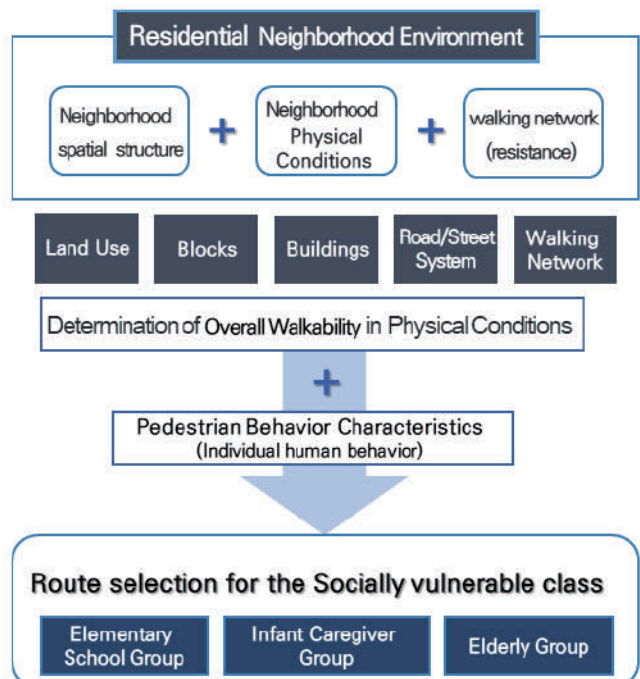 Residential Neighborhood Environment
Neighborhood
spatial structure
+
Neighborhood
Physical
Conditions
+
walking network
(resistance)
Land Use
Blocks
Buildings
Road/Street
System
Walking
Network
Determination of Overall Walkability in Physical Conditions
+
Pedestrian Behavior Characteristics
(Individual human behavior)
Route selection for the Socially vulnerable class
Elementary
School Group
Infant Caregiver
Group
Elderly Group